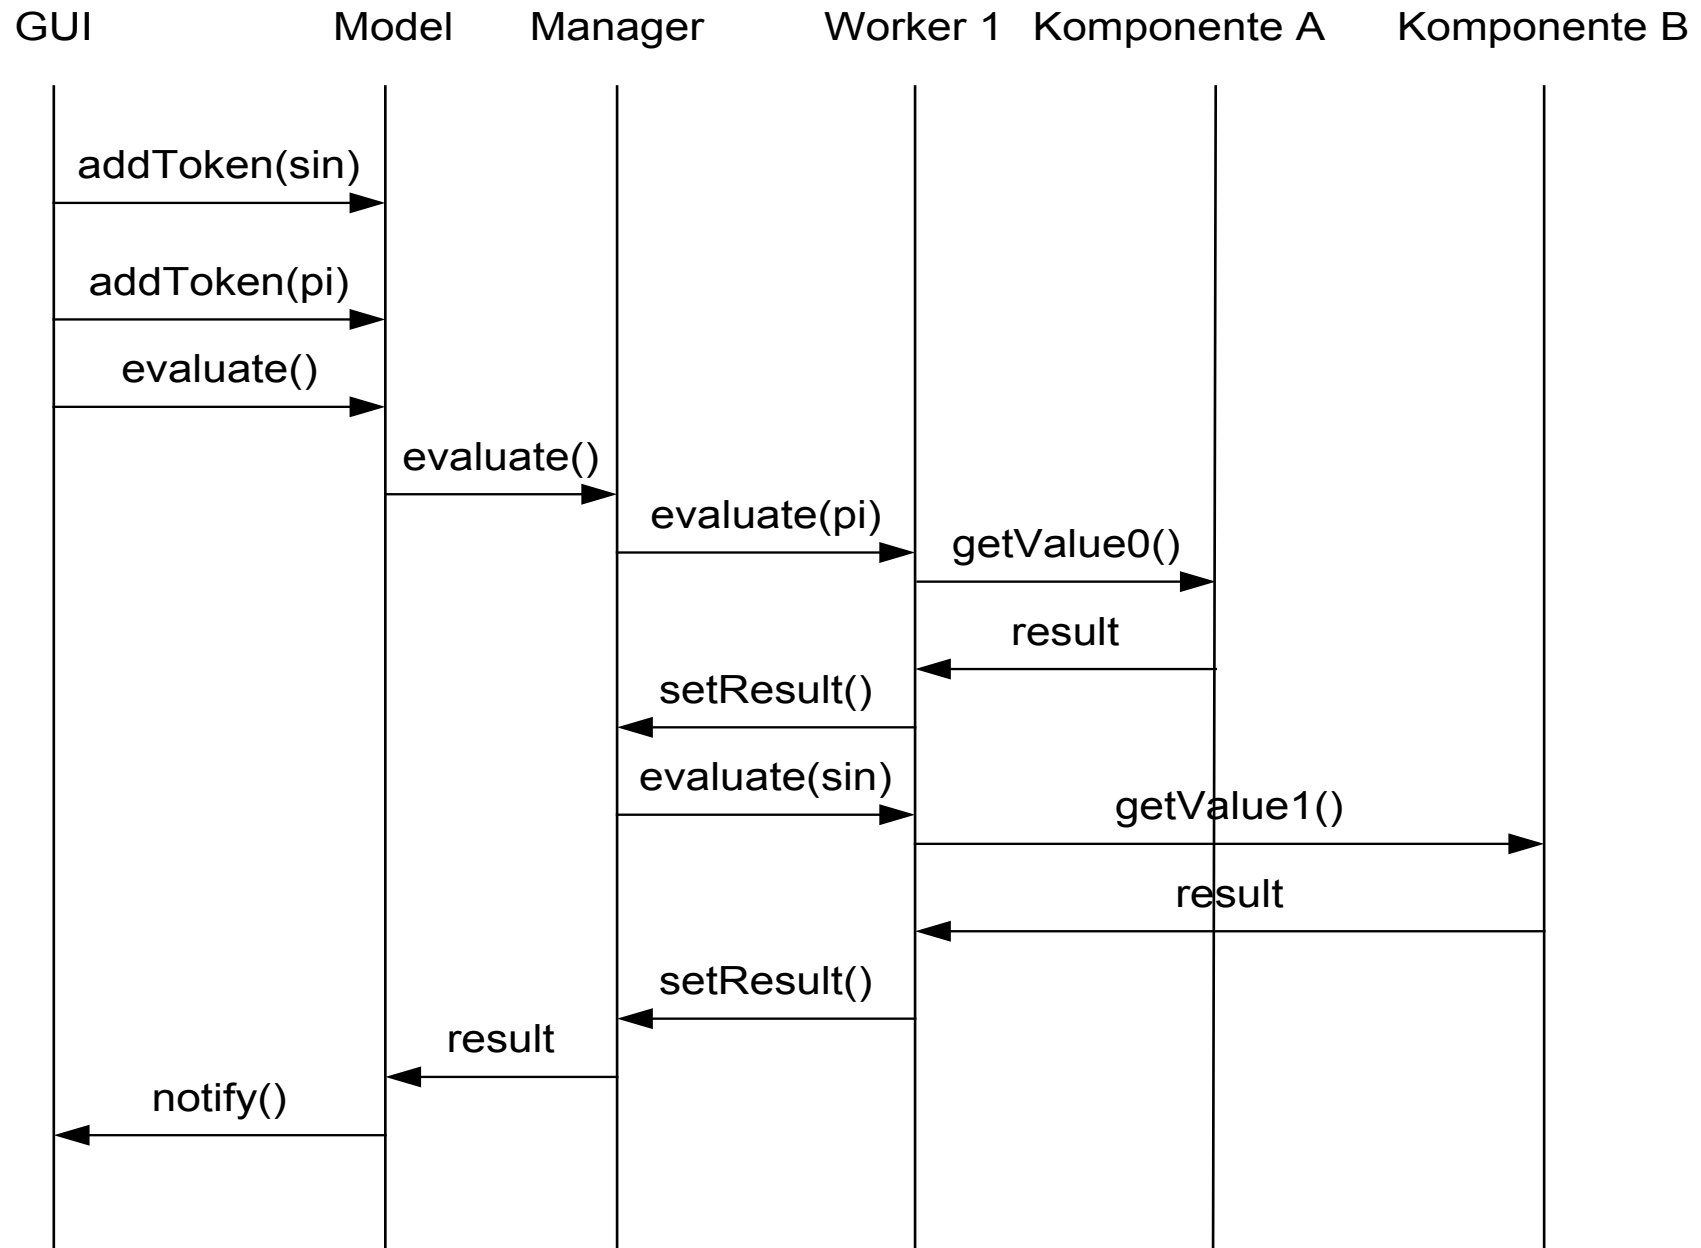 GUI
Model
Manager
Worker 1
Komponente A
Komponente B
addToken(sin)
addToken(pi)
evaluate()
evaluate()
evaluate(pi)
getValue0()
result
setResult()
evaluate(sin)
getValue1()
result
setResult()
result
notify()